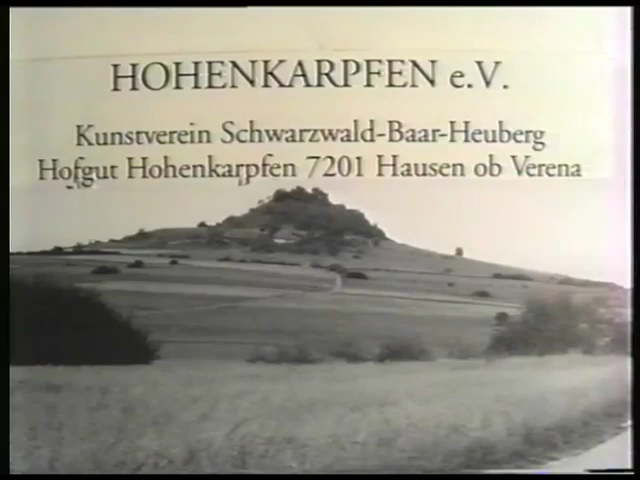 HOHENKARPFEN e.V.
Kunstverein Schwarzwald-Baar-Heuberg
Hofgut Hohenkarpfen 7201 Hausen ob Verena